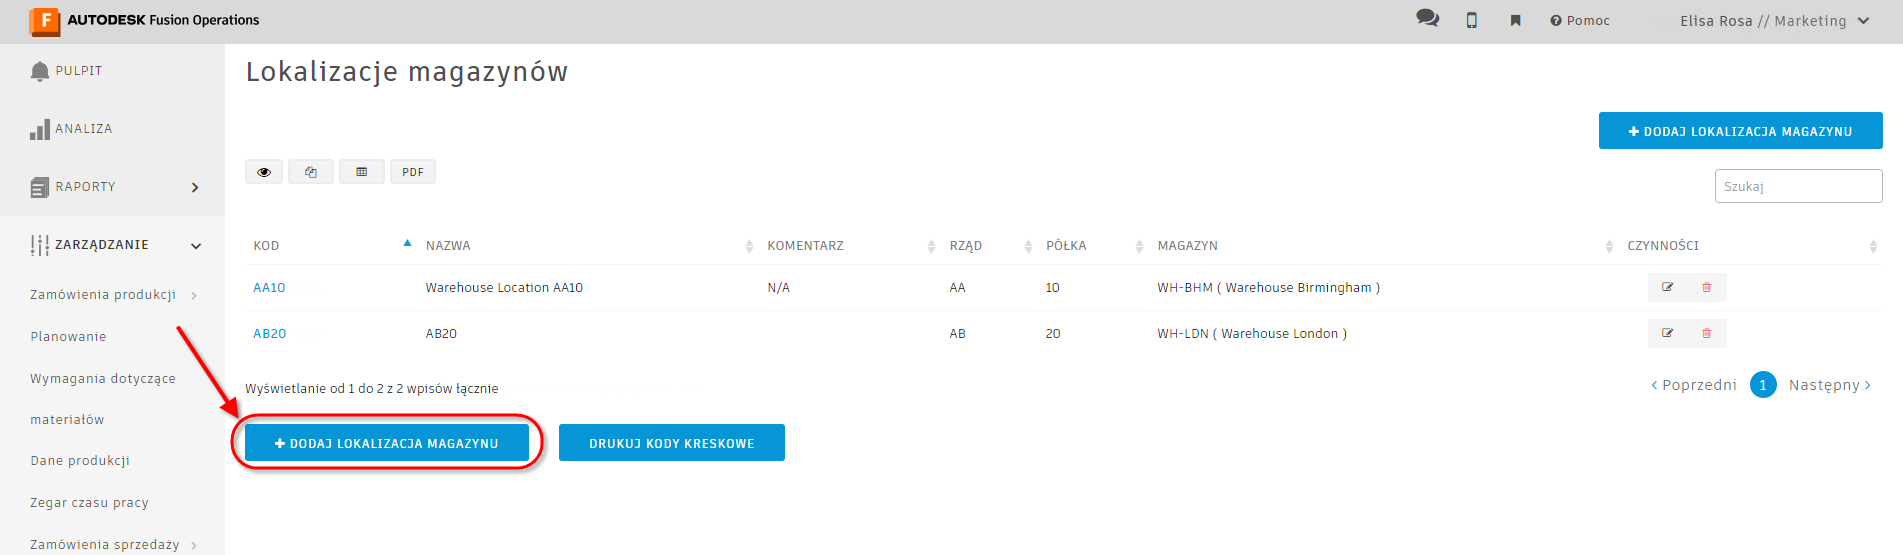 AUTODESK Fusion Operations
Pomoc
Elisa Rosa // Marketing
PULPIT
ANALIZA
RAPORTY
ZARZĄDZANIE
Zamówienia produkcji
Planowanie
Wymagania dotyczące
materiałów
Dane produkcji
Zegar czasu pracy
Zamówienia sprzedaży
Lokalizacje magazynów
DODAJ LOKALIZACJA MAGAZYNU
PDF
Szukaj
KOD NAZWA KOMENTARZ RZĄD PÓŁKA MAGAZYN CZYNNOŚCI
AA10 Warehouse Location AA10 N/A AA 10 WH-BHM ( Warehouse Birmingham )
AB20 AB20 AB 20 WH-LDN ( Warehouse London )
Wyświetlanie od 1 do 2 z 2 wpisów łącznie
< Poprzedni 1 Następny >
DODAJ LOKALIZACJA MAGAZYNU
DRUKUJ KODY KRESKOWE